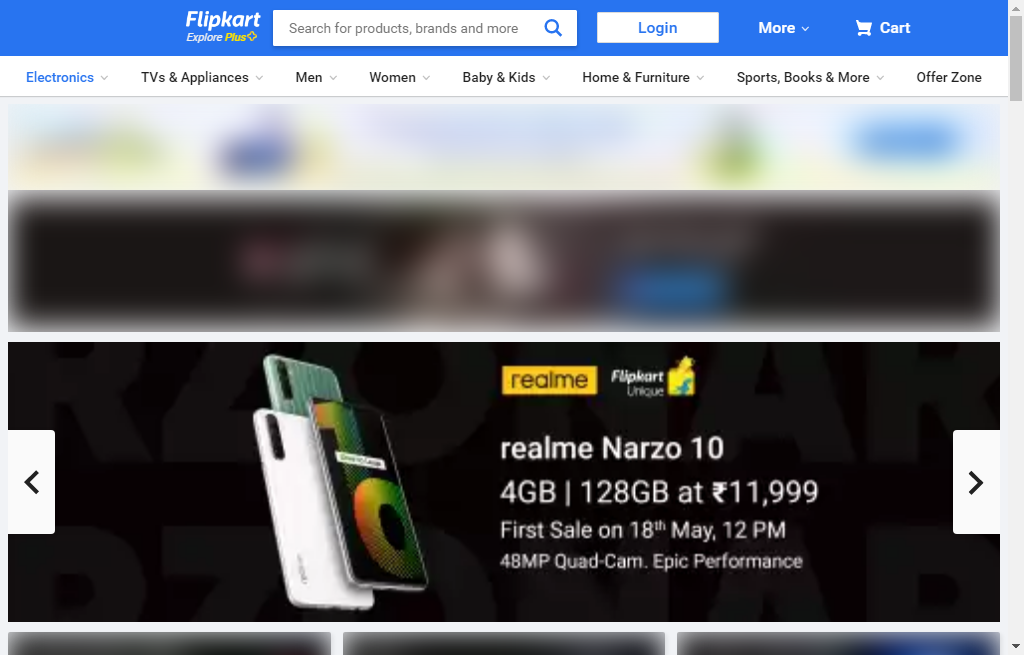 Flipkart
Explore Plus
Search for products, brands and more
Login
More
Cart
Electronics
TVs & Appliances
Men
Women
Baby & Kids
Home & Furniture
Sports, Books & More
Offer Zone
realme
Flipkart
Unique
realme Narzo 10
4GB | 128GB at ₹11,999
First Sale on 18th May, 12 PM
48MP Quad-Cam. Epic Performance